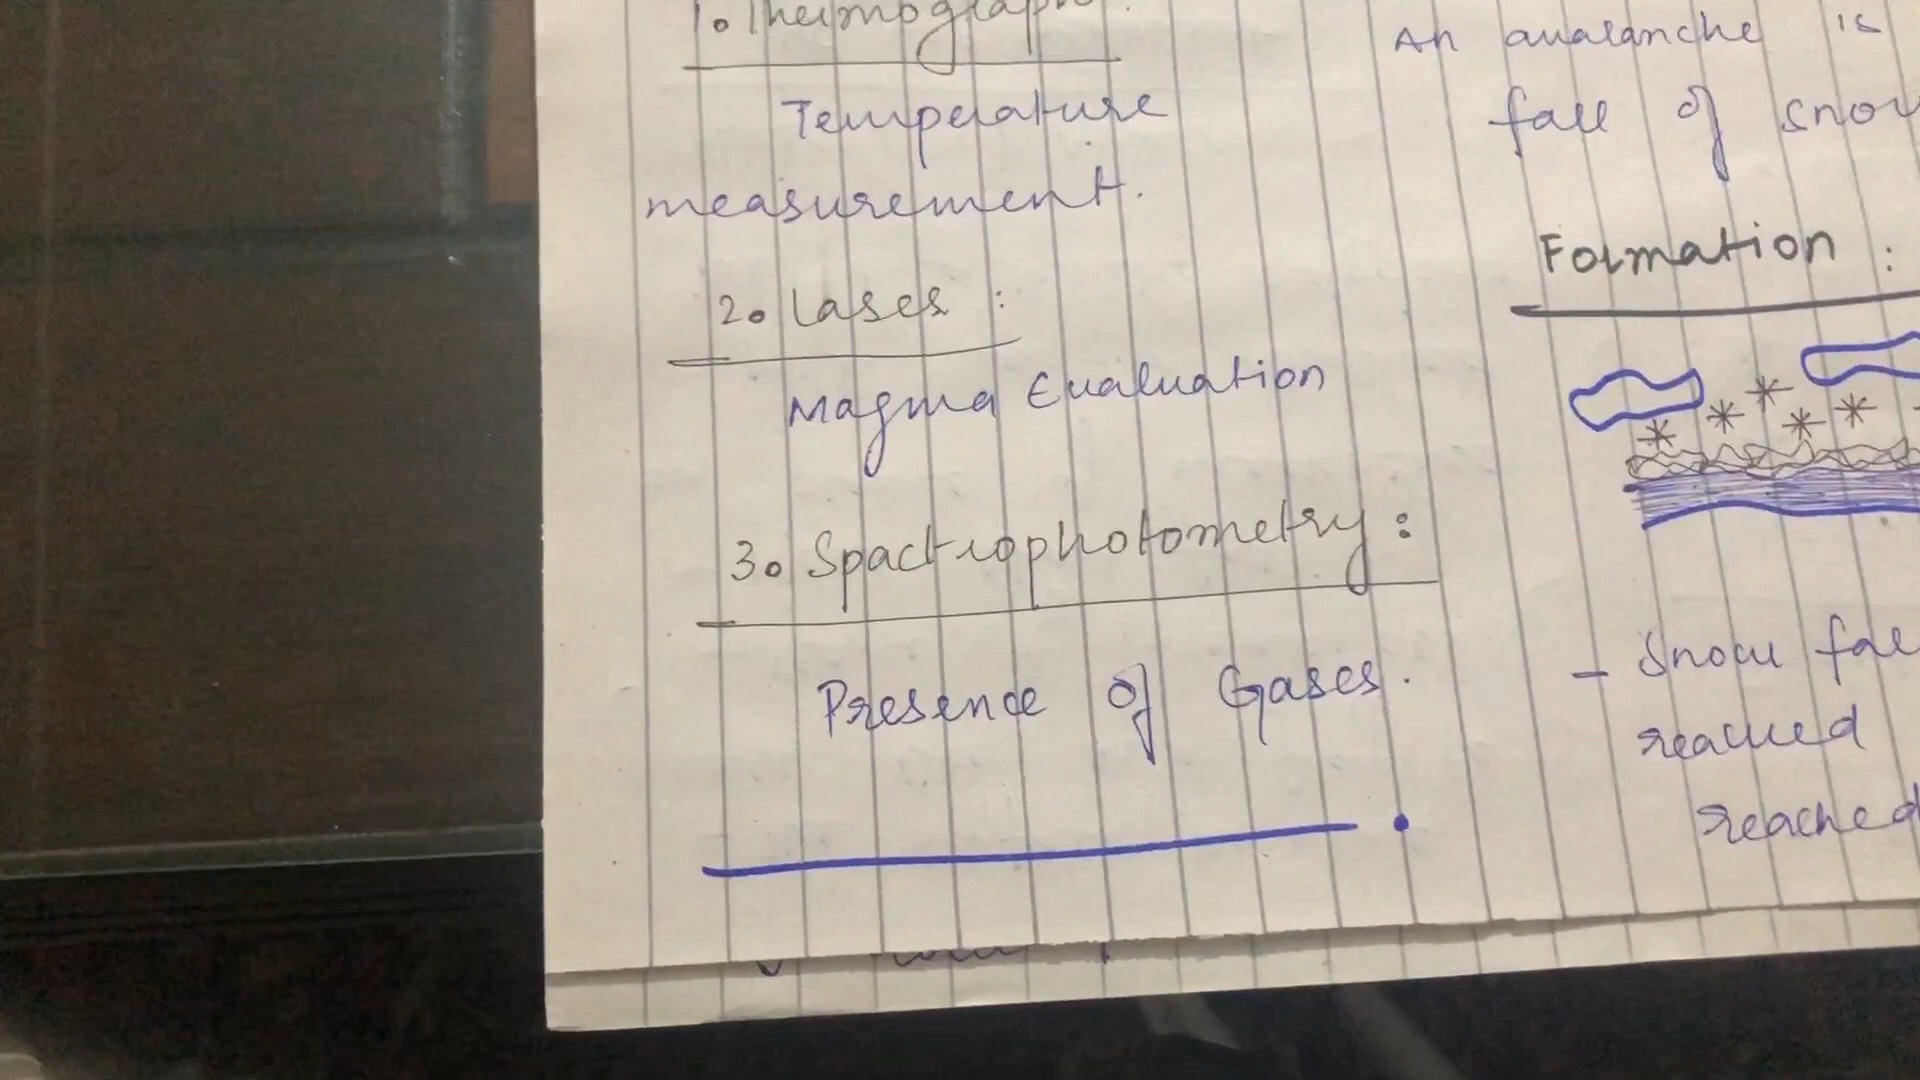 1. Thermograph
Temperature
measurement.
2. Lases :
Magma Evaluation
3. Spactrophotometry :
Presence of Gases.
An avalanche is
fall of snow
Formation :
- Snow fal
reached
reached